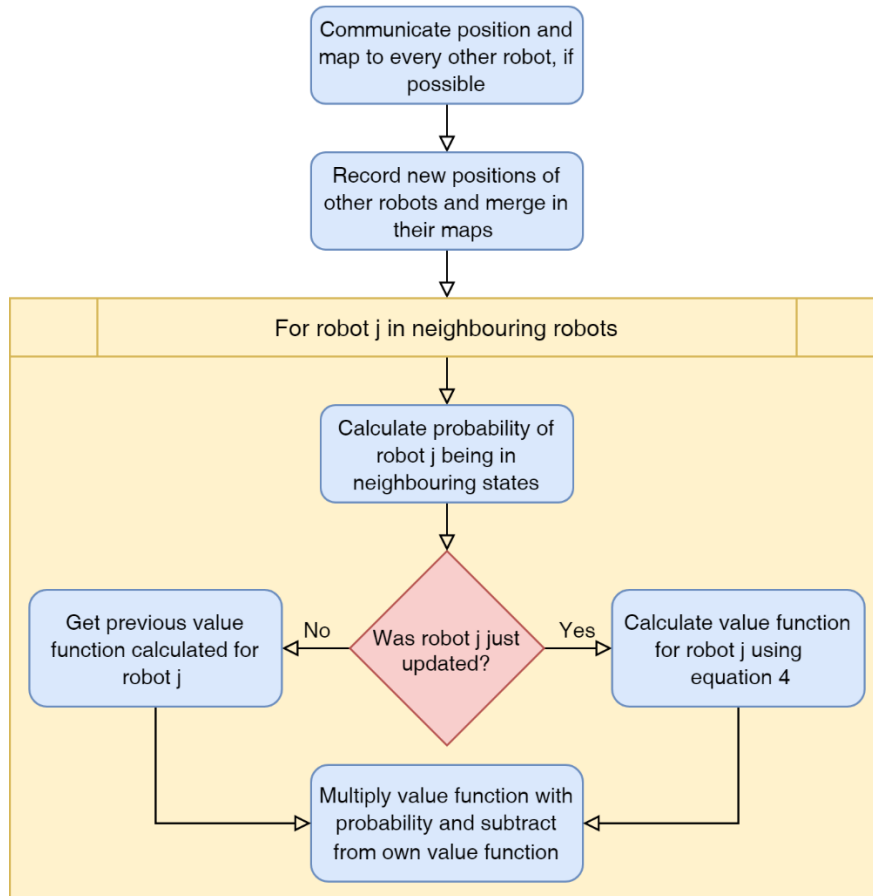 Communicate position and
map to every other robot, if
possible
Record new positions of
other robots and merge in
their maps
For robot j in neighbouring robots
Calculate probability of
robot j being in
neighbouring states
Was robot j just
updated?
No
Yes
Get previous value
function calculated for
robot j
Calculate value function
for robot j using
equation 4
Multiply value function with
probability and subtract
from own value function